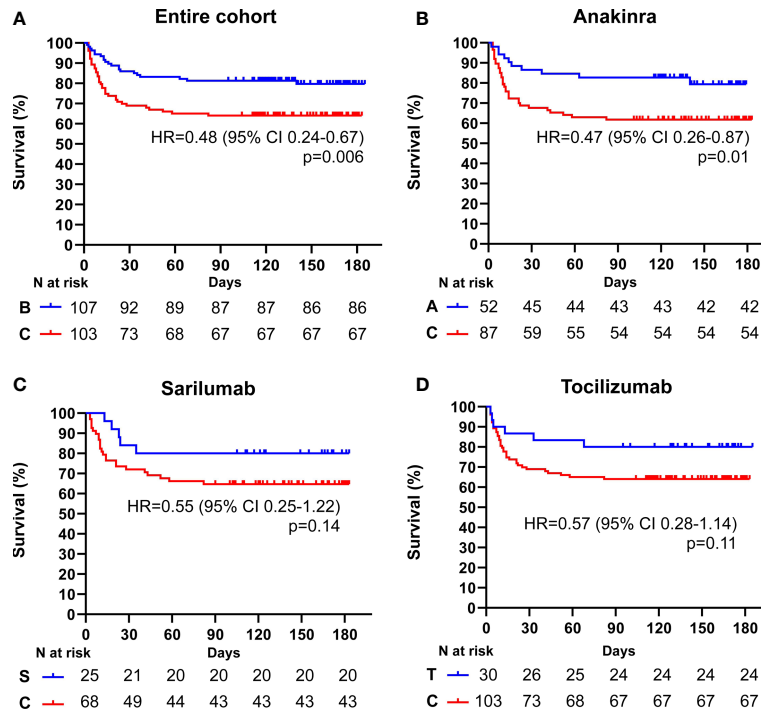 A
Entire cohort
Survival (%)
100
90
80
70
60
50
40
30
20
10
0
HR=0.48 (95% CI 0.24-0.67)
p=0.006
0 30 60 90 120 150 180
N at risk
Days
B 107 92 89 87 87 86 86
C 103 73 68 67 67 67 67
B
Anakinra
Survival (%)
100
90
80
70
60
50
40
30
20
10
0
HR=0.47 (95% CI 0.26-0.87)
p=0.01
0 30 60 90 120 150 180
N at risk
Days
A 52 45 44 43 43 42 42
C 87 59 55 54 54 54 54
C
Sarilumab
Survival (%)
100
90
80
70
60
50
40
30
20
10
0
HR=0.55 (95% CI 0.25-1.22)
p=0.14
0 30 60 90 120 150 180
N at risk
Days
S 25 21 20 20 20 20 20
C 68 49 44 43 43 43 43
D
Tocilizumab
Survival (%)
100
90
80
70
60
50
40
30
20
10
0
HR=0.57 (95% CI 0.28-1.14)
p=0.11
0 30 60 90 120 150 180
N at risk
Days
T 30 26 25 24 24 24 24
C 103 73 68 67 67 67 67